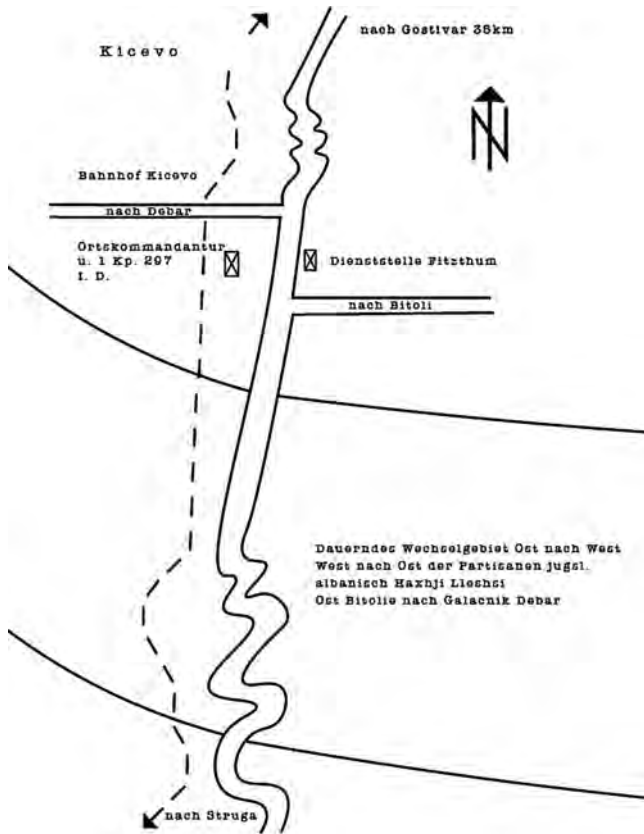 nach Gostivar 35km
Kicevo
N
Bahnhof Kicevo
nach Debar
Ortskommandantur
u. 1 Kp. 297
I. D.
Dienststelle Fitzthum
nach Bitoli
Dauerndes Wechselgebiet Ost nach West
West nach Ost der Partisanen jugsl.
albanisch Haxhji Lleshsi
Ost Bitolie nach Galacnik Debar
nach Struga